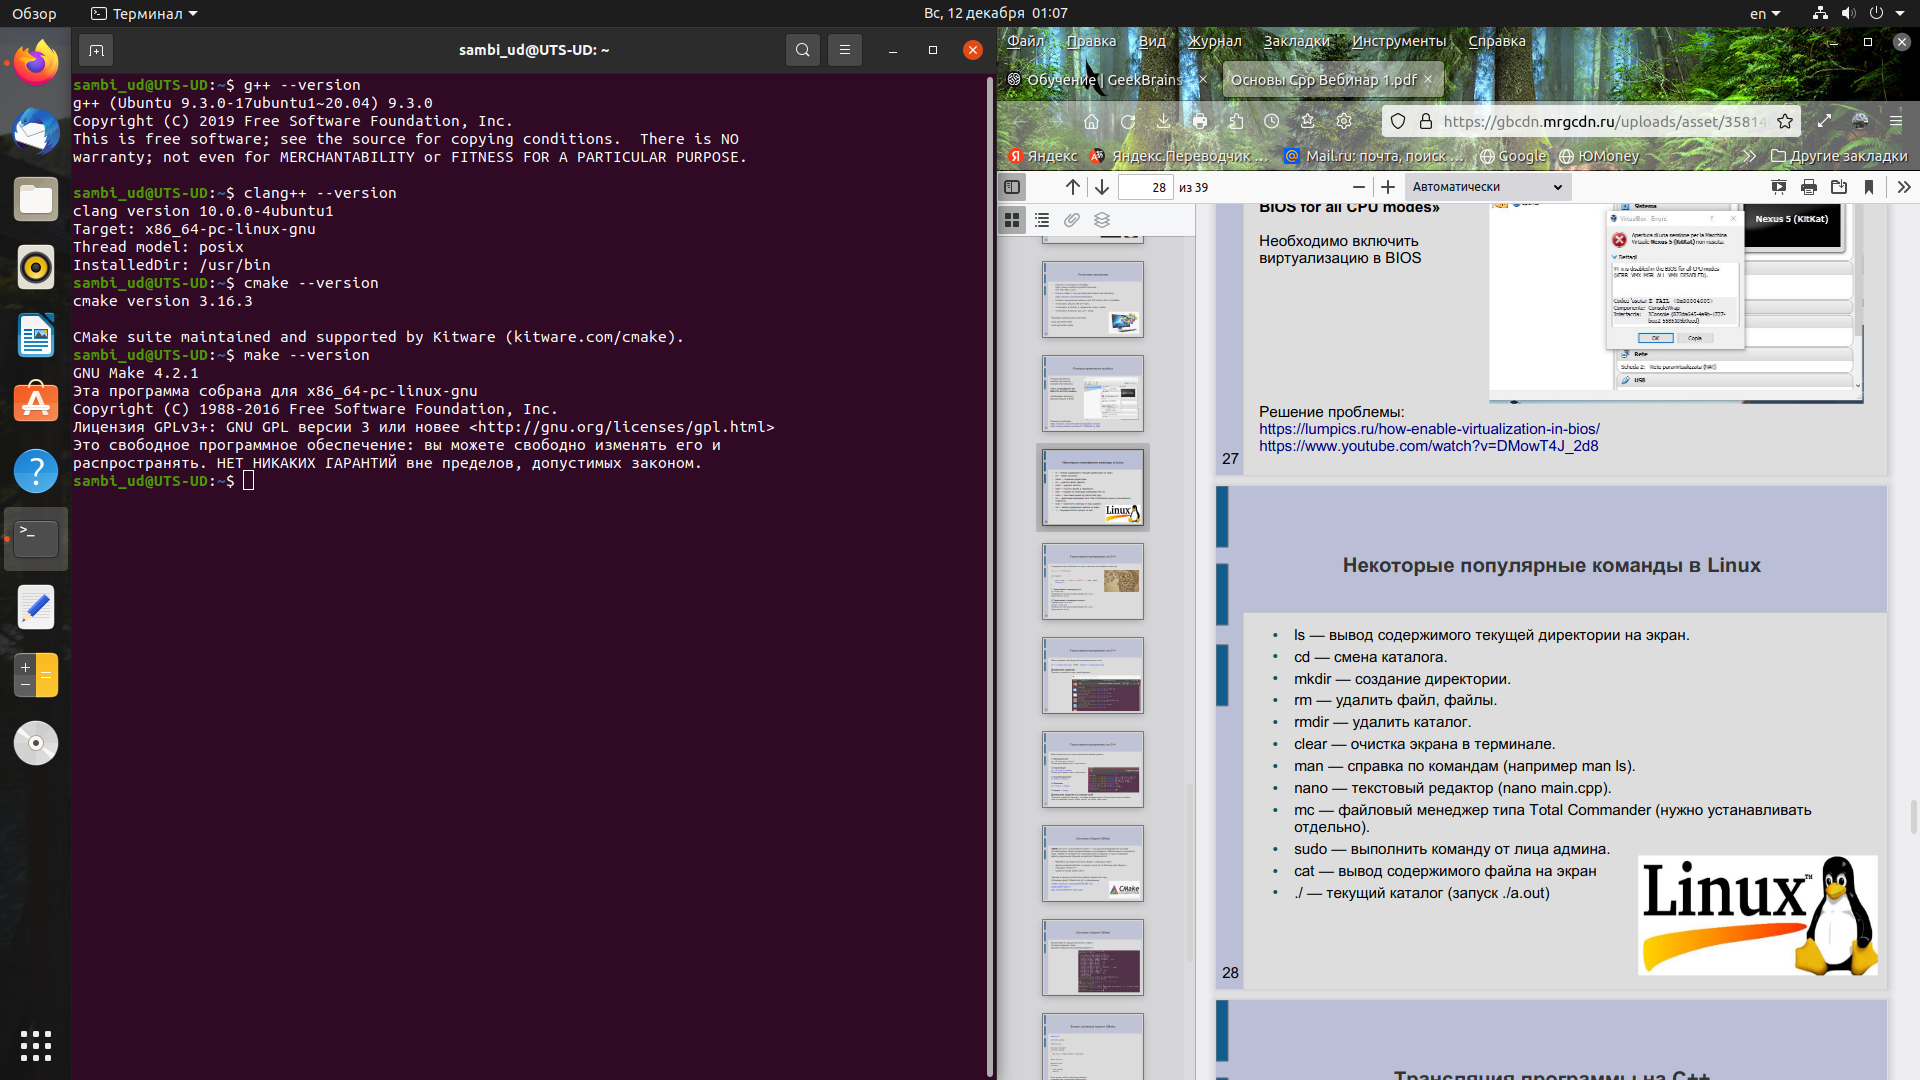 Обзор
Терминал
Вс, 12 декабря 01:07
en
sambi_ud@UTS-UD: ~
sambi_ud@UTS-UD:~$ g++ --version
g++ (Ubuntu 9.3.0-17ubuntu1~20.04) 9.3.0
Copyright (C) 2019 Free Software Foundation, Inc.
This is free software; see the source for copying conditions.  There is NO
warranty; not even for MERCHANTABILITY or FITNESS FOR A PARTICULAR PURPOSE.
sambi_ud@UTS-UD:~$ clang++ --version
clang version 10.0.0-4ubuntu1
Target: x86_64-pc-linux-gnu
Thread model: posix
InstalledDir: /usr/bin
sambi_ud@UTS-UD:~$ cmake --version
cmake version 3.16.3
CMake suite maintained and supported by Kitware (kitware.com/cmake).
sambi_ud@UTS-UD:~$ make --version
GNU Make 4.2.1
Эта программа собрана для x86_64-pc-linux-gnu
Copyright (C) 1988-2016 Free Software Foundation, Inc.
Лицензия GPLv3+: GNU GPL версии 3 или новее <http://gnu.org/licenses/gpl.html>
Это свободное программное обеспечение: вы можете свободно изменять его и
распространять. НЕТ НИКАКИХ ГАРАНТИЙ вне пределов, допустимых законом.
sambi_ud@UTS-UD:~$
Файл Правка Вид Журнал Закладки Инструменты Справка
Обучение | GeekBrains
Основы Cpp Вебинар 1.pdf
https://gbcdn.mrgcdn.ru/uploads/asset/35814
Яндекс Яндекс.Переводчик ... Mail.ru: почта, поиск ... Google ЮMoney Другие закладки
28 из 39
Автоматически
BIOS for all CPU modes»
Необходимо включить
виртуализацию в BIOS
Nexus 5 (KitKat)
OK
Copia
Rete
USB
Решение проблемы:
https://lumpics.ru/how-enable-virtualization-in-bios/
https://www.youtube.com/watch?v=DMowT4J_2d8
27
Некоторые популярные команды в Linux
• ls — вывод содержимого текущей директории на экран.
• cd — смена каталога.
• mkdir — создание директории.
• rm — удалить файл, файлы.
• rmdir — удалить каталог.
• clear — очистка экрана в терминале.
• man — справка по командам (например man ls).
• nano — текстовый редактор (nano main.cpp).
• mc — файловый менеджер типа Total Commander (нужно устанавливать
отдельно).
• sudo — выполнить команду от лица админа.
• cat — вывод содержимого файла на экран
• ./ — текущий каталог (запуск ./a.out)
Linux™
28
Трансляция программы на C++